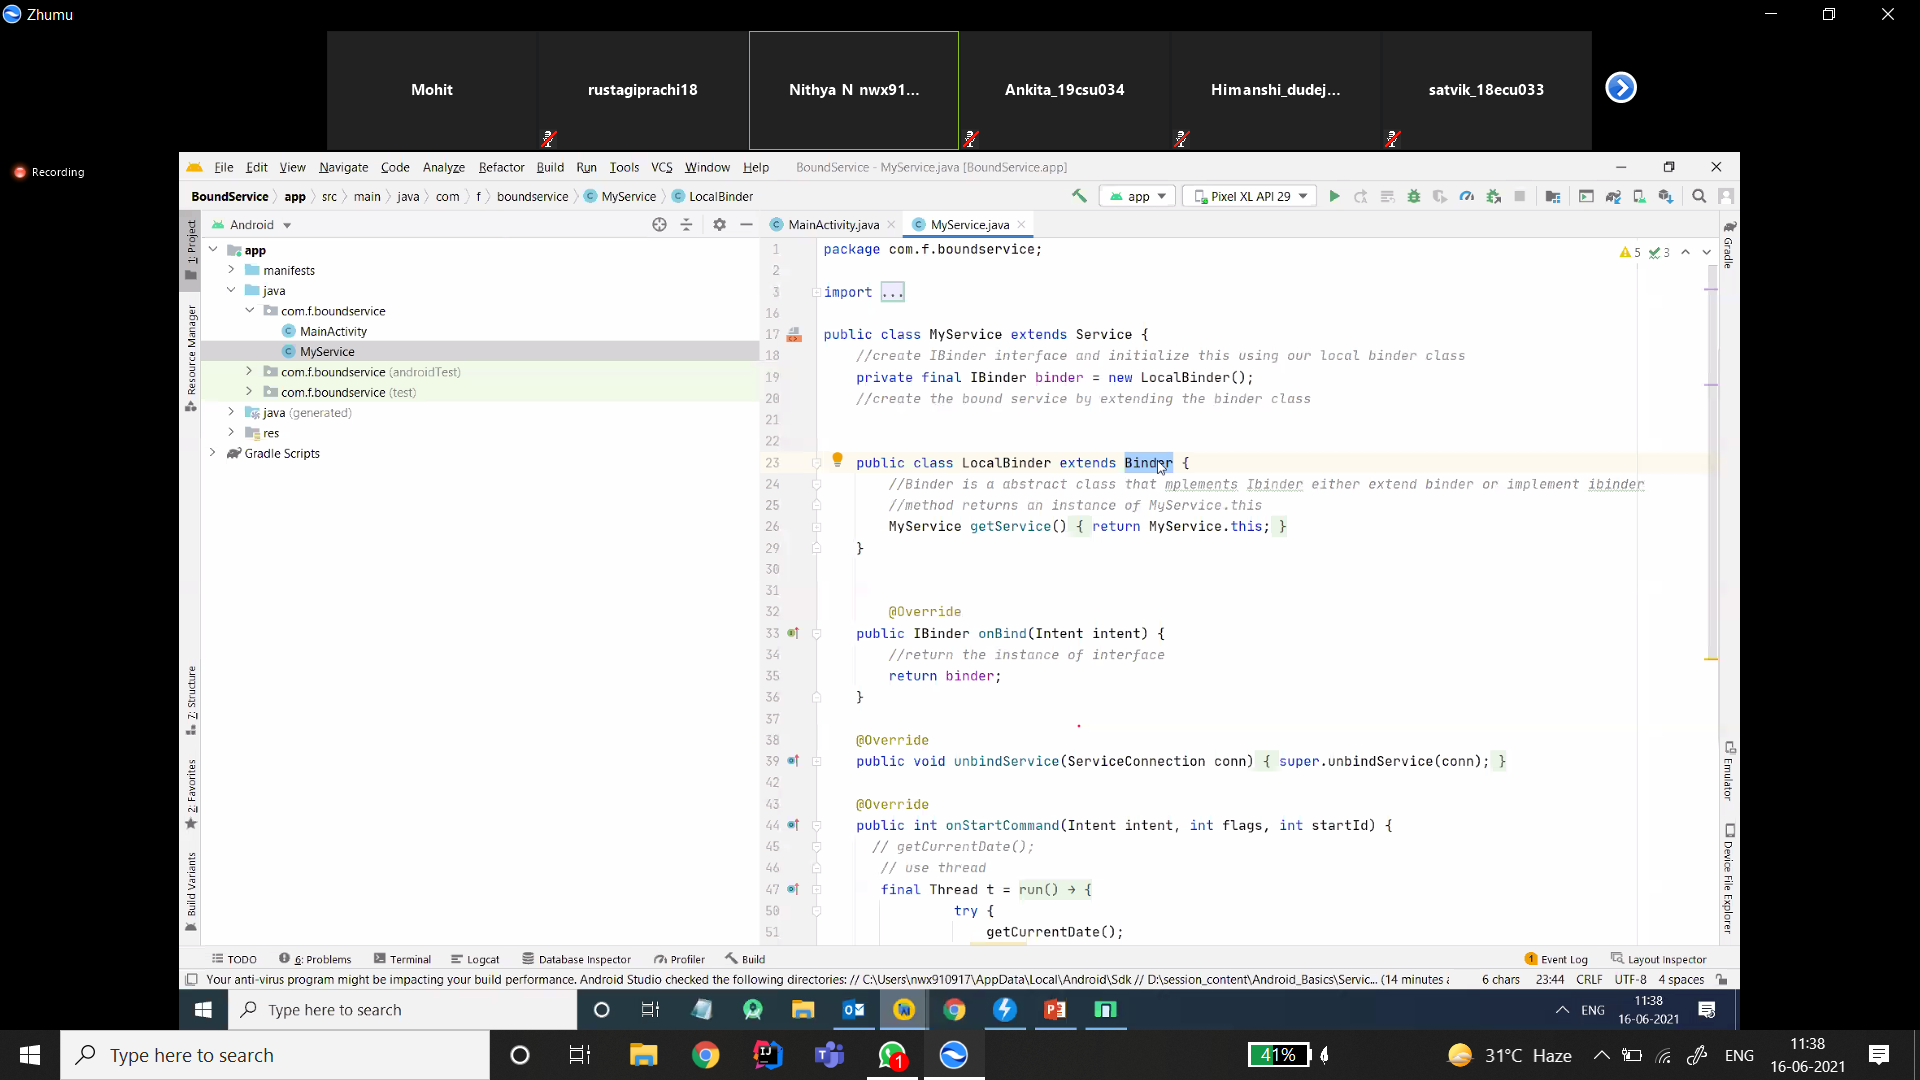 Zhumu
Mohit
rustagiprachi18
Nithya N nwx91...
Ankita_19csu034
Himanshi_dudej...
satvik_18ecu033
Recording
File Edit View Navigate Code Analyze Refactor Build Run Tools VCS Window Help BoundService - MyService.java [BoundService.app]
BoundService app src main java com f boundservice MyService LocalBinder app Pixel XL API 29
Android
MainActivity.java MyService.java
1: Project
Resource Manager
7: Structure
2: Favorites
Build Variants
app
manifests
java
com.f.boundservice
MainActivity
MyService
com.f.boundservice (androidTest)
com.f.boundservice (test)
java (generated)
res
Gradle Scripts
5 3
1 package com.f.boundservice;
2
3 import ...
16
17 public class MyService extends Service {
18 //create IBinder interface and initialize this using our local binder class
19 private final IBinder binder = new LocalBinder();
20 //create the bound service by extending the binder class
21
22
23 public class LocalBinder extends Binder {
24 //Binder is a abstract class that mplements Ibinder either extend binder or implement ibinder
25 //method returns an instance of MyService.this
26 MyService getService() { return MyService.this; }
29 }
30
31
32 @Override
33 public IBinder onBind(Intent intent) {
34 //return the instance of interface
35 return binder;
36 }
37
38 @Override
39 public void unbindService(ServiceConnection conn) { super.unbindService(conn); }
42
43 @Override
44 public int onStartCommand(Intent intent, int flags, int startId) {
45 // getCurrentDate();
46 // use thread
47 final Thread t = run() → {
50 try {
51 getCurrentDate();
Gradle
Emulator
Device File Explorer
TODO 6: Problems Terminal Logcat Database Inspector Profiler Build 1 Event Log Layout Inspector
Your anti-virus program might be impacting your build performance. Android Studio checked the following directories: // C:\Users\nwx910917\AppData\Local\Android\Sdk // D:\session_content\Android_Basics\Servic... (14 minutes a 6 chars 23:44 CRLF UTF-8 4 spaces
Type here to search ENG 11:38
16-06-2021
Type here to search 1 41% 31°C Haze ENG 11:38
16-06-2021